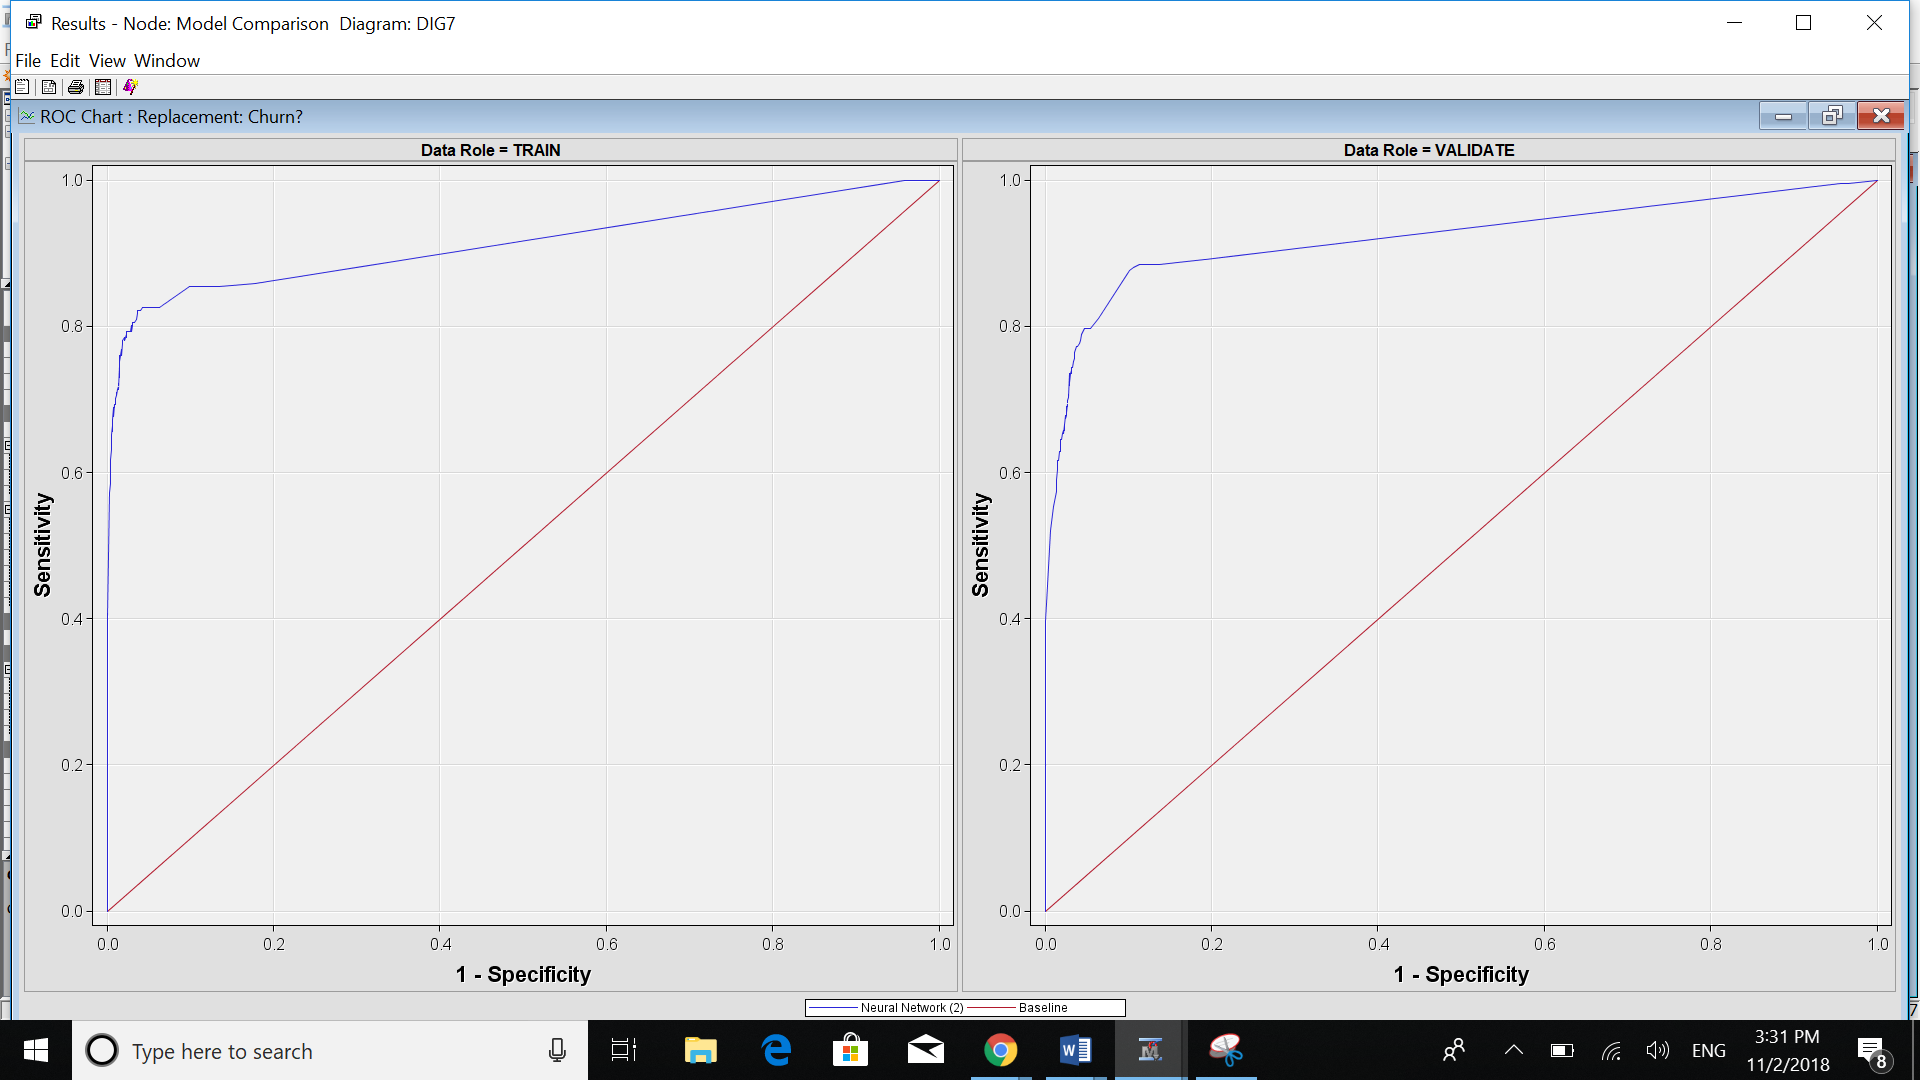 Results - Node: Model Comparison  Diagram: DIG7
File Edit View Window
ROC Chart : Replacement: Churn?
Data Role = TRAIN
1.0
0.8
0.6
0.4
0.2
0.0
Sensitivity
0.0 0.2 0.4 0.6 0.8 1.0
1 - Specificity
Data Role = VALIDATE
1.0
0.8
0.6
0.4
0.2
0.0
Sensitivity
0.0 0.2 0.4 0.6 0.8 1.0
1 - Specificity
Neural Network (2) Baseline
Type here to search
ENG
3:31 PM
11/2/2018
8